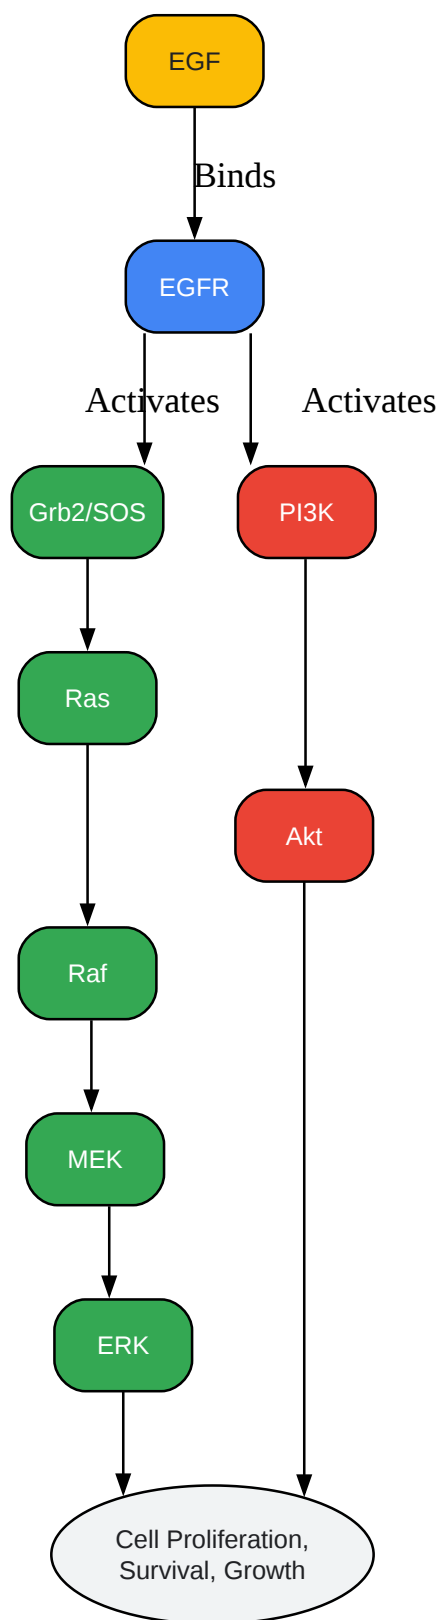 EGF
Binds
EGFR
Activates
Activates
Grb2/SOS
PI3K
Ras
Akt
Raf
MEK
ERK
Cell Proliferation,
Survival, Growth